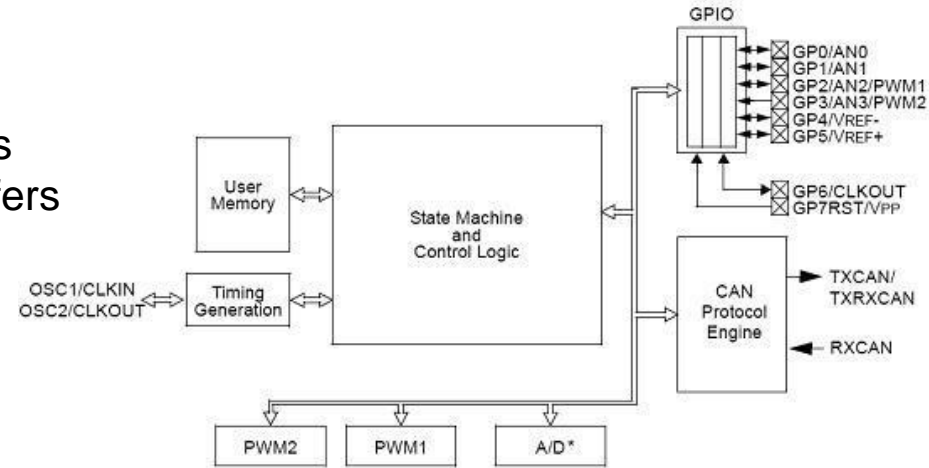 GPIO
GP0/AN0
GP1/AN1
GP2/AN2/PWM1
GP3/AN3/PWM2
GP4/VREF-
GP5/VREF+
GP6/CLKOUT
GP7RST/VPP
s
fers
User
Memory
State Machine
and
Control Logic
OSC1/CLKIN
OSC2/CLKOUT
Timing
Generation
CAN
Protocol
Engine
TXCAN/
TXRXCAN
RXCAN
PWM2
PWM1
A/D*